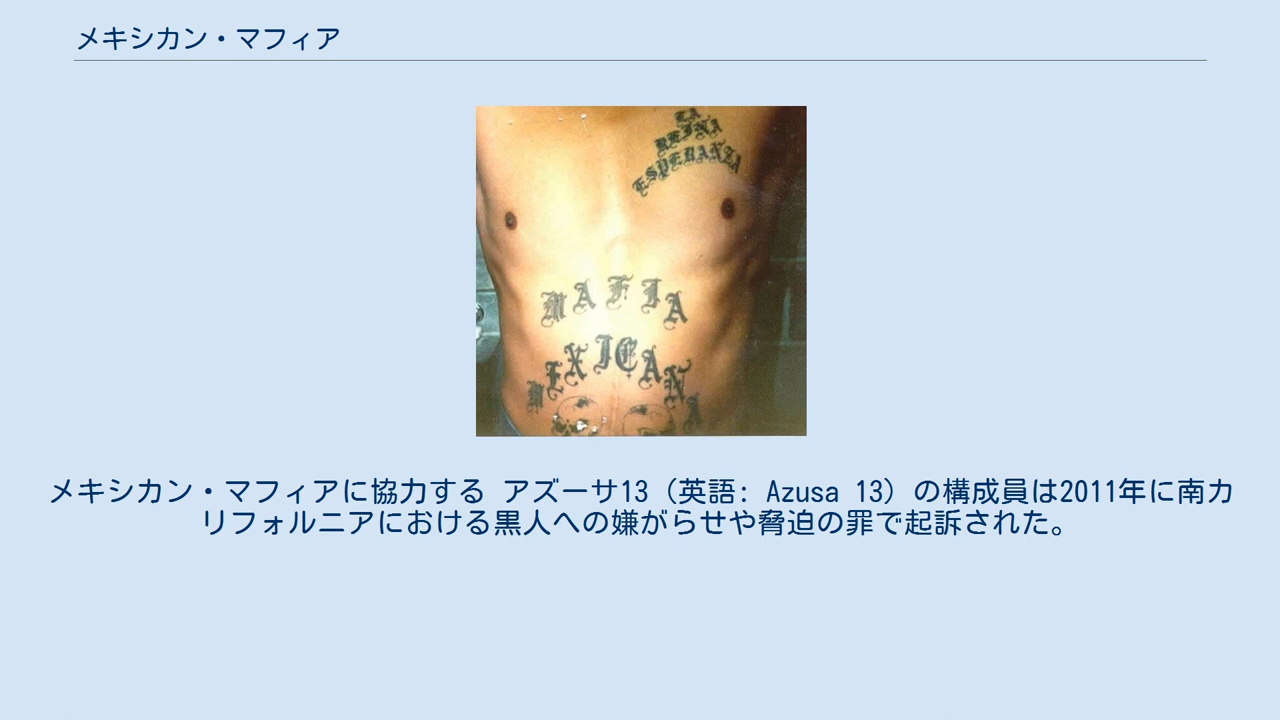 メキシカン・マフィア
LA
REINA
ESPERANZA
MAFIA
MEXICANA
メキシカン・マフィアに協力する アズーサ13（英語: Azusa 13）の構成員は2011年に南カ
リフォルニアにおける黒人への嫌がらせや脅迫の罪で起訴された。